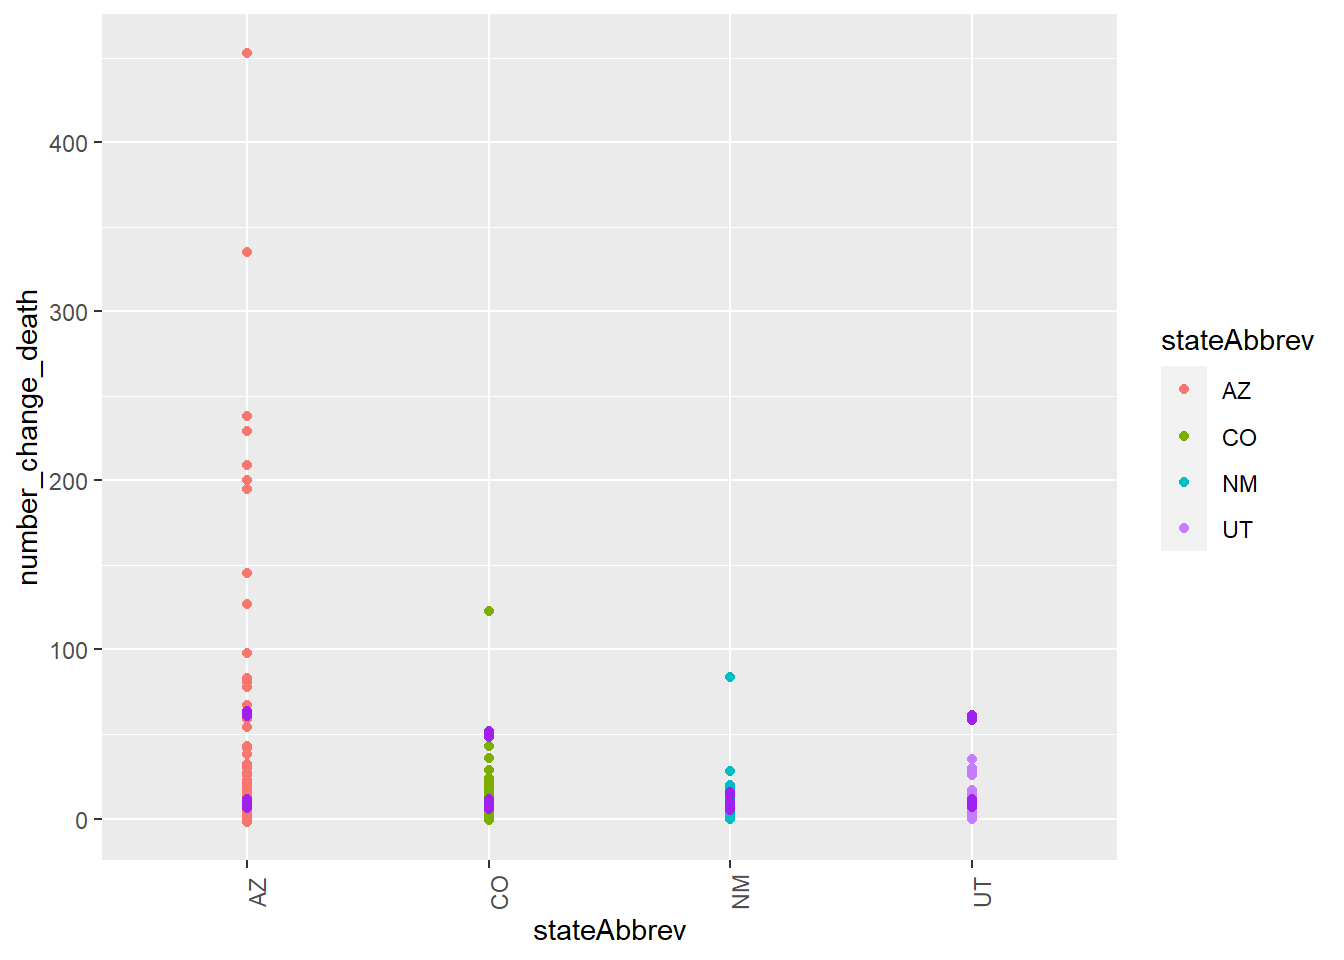 400
300
200
100
0
number_change_death
AZ
CO
NM
UT
stateAbbrev
stateAbbrev
AZ
CO
NM
UT